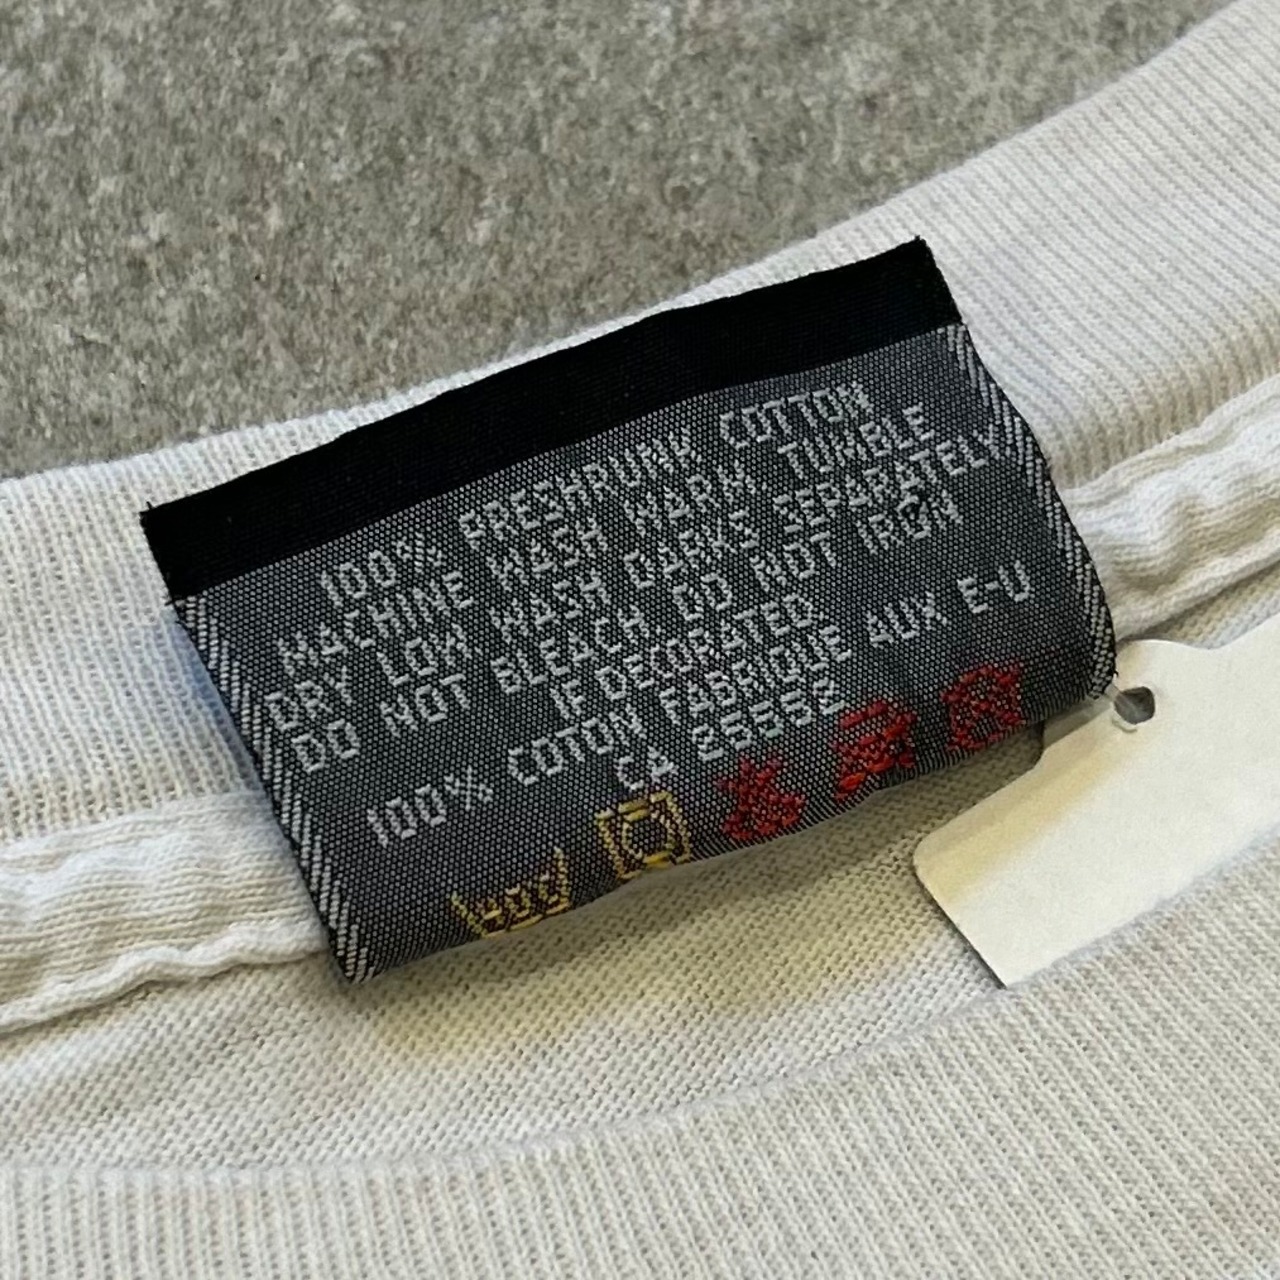 100% PRESHRUNK COTTON
MACHINE WASH WARM TUMBLE
DRY LOW WASH DARKS SEPARATELY
DO NOT BLEACH. DO NOT IRON
IF DECORATED.
100% COTON FABRIQUE AUX E-U
CA 25552